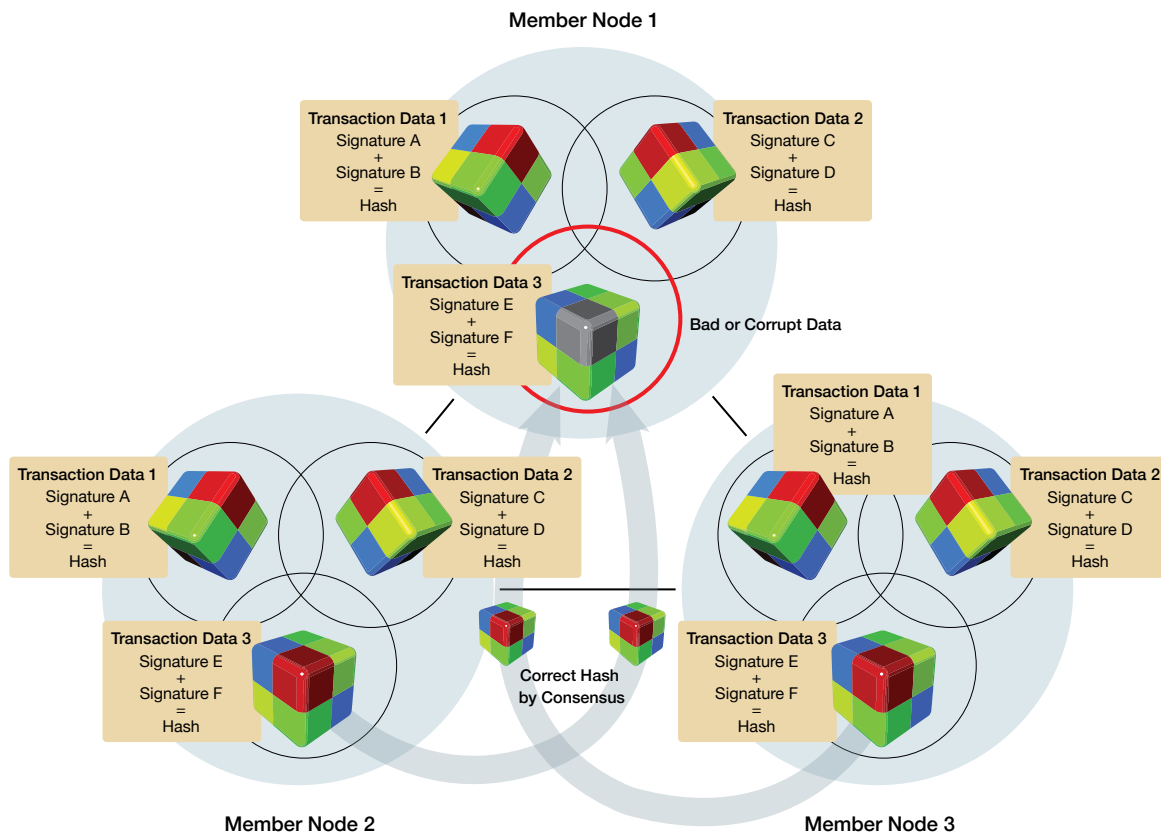 Member Node 1
Transaction Data 1
Signature A
+
Signature B
=
Hash
Transaction Data 2
Signature C
+
Signature D
=
Hash
Transaction Data 3
Signature E
+
Signature F
=
Hash
Bad or Corrupt Data
Transaction Data 1
Signature A
+
Signature B
=
Hash
Transaction Data 2
Signature C
+
Signature D
=
Hash
Transaction Data 3
Signature E
+
Signature F
=
Hash
Correct Hash
by Consensus
Transaction Data 1
Signature A
+
Signature B
=
Hash
Transaction Data 2
Signature C
+
Signature D
=
Hash
Transaction Data 3
Signature E
+
Signature F
=
Hash
Member Node 2
Member Node 3